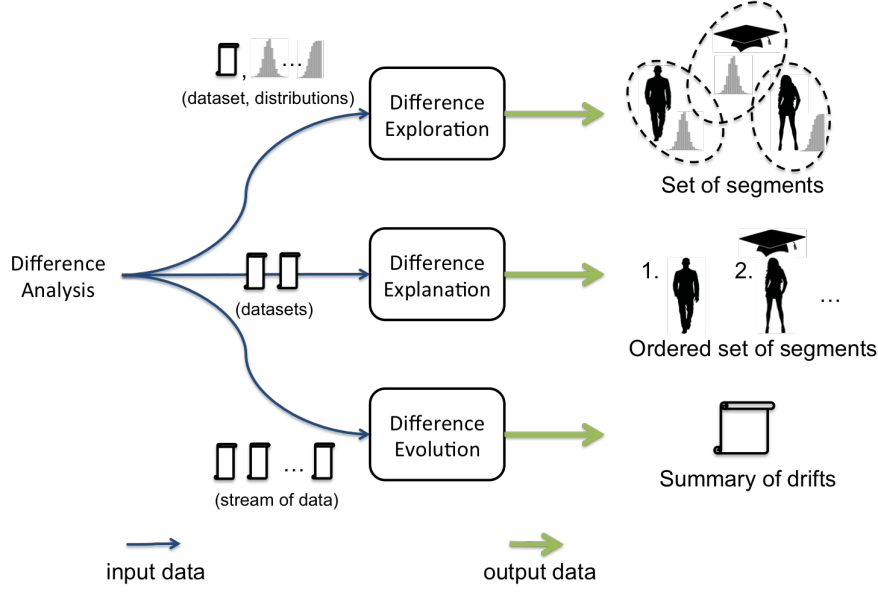 , ...
(dataset, distributions)
Difference
Exploration
Set of segments
Difference
Analysis
(datasets)
Difference
Explanation
1.
2.
...
Ordered set of segments
...
(stream of data)
Difference
Evolution
Summary of drifts
input data
output data